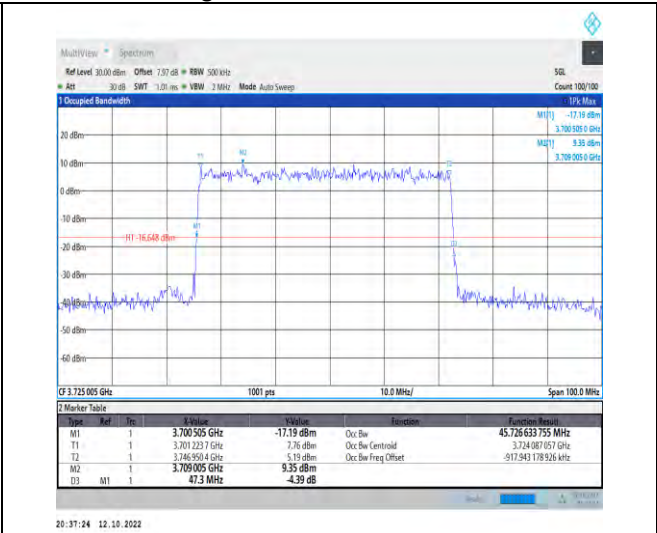 MultiView Spectrum
Ref Level 30.00 dBm Offset 7.97 dB RBW 500 kHz SGL
Att 30 dB SWT 1.01 ms VBW 2 MHz Mode Auto Sweep Count 100/100
1 Occupied Bandwidth 1Pk Max
M1[1] -17.19 dBm
3.700 505 0 GHz
M2[1] 9.35 dBm
3.709 005 0 GHz
20 dBm
10 dBm
0 dBm
-10 dBm
-20 dBm
-30 dBm
-40 dBm
-50 dBm
-60 dBm
T1
M2
T2
M1
H1 -16.648 dBm
D3
CF 3.725 005 GHz 1001 pts 10.0 MHz/ Span 100.0 MHz
2 Marker Table
Type Ref Trc X-Value Y-Value Function Function Result
M1 1 3.700 505 GHz -17.19 dBm Occ Bw 45.726 633 755 MHz
T1 1 3.701 223 7 GHz 7.76 dBm Occ Bw Centroid 3.724 087 057 GHz
T2 1 3.746 950 4 GHz 5.19 dBm Occ Bw Freq Offset -917.943 178 926 kHz
M2 1 3.709 005 GHz 9.35 dBm
D3 M1 1 47.3 MHz -4.39 dB
20:37:24 12.10.2022